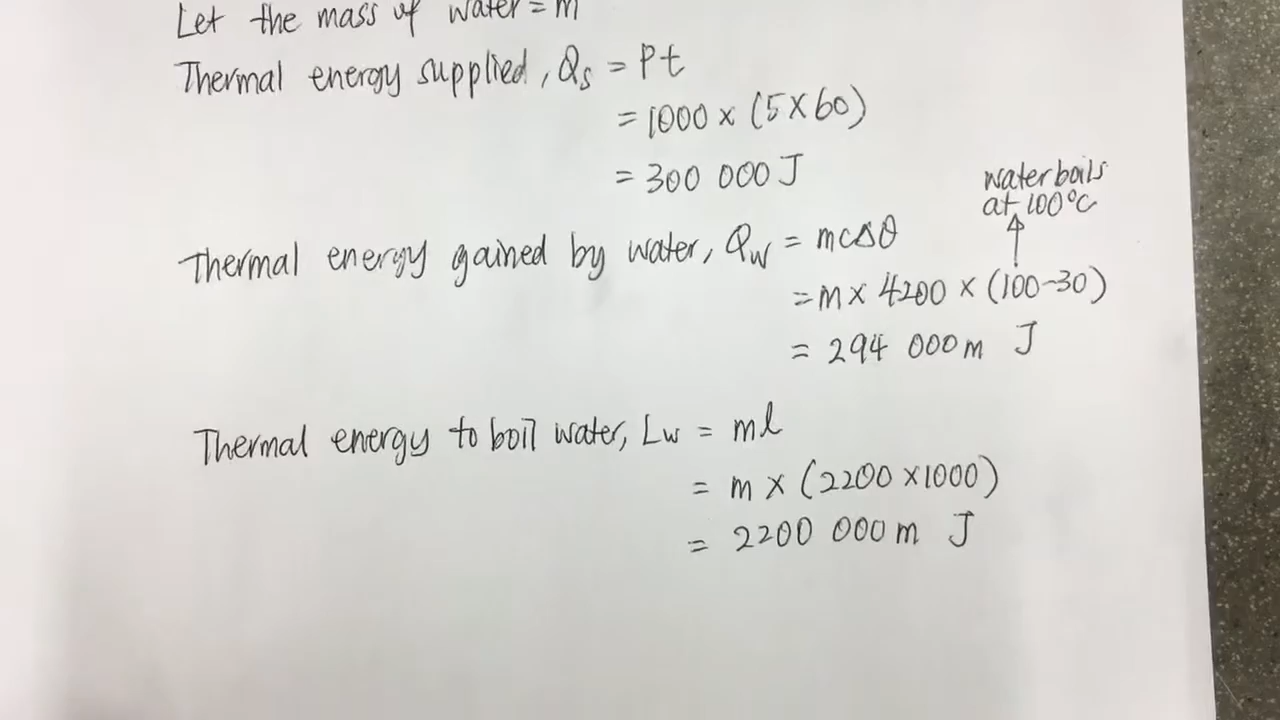 Let the mass of water = m
Thermal energy supplied, Qs = Pt
= 1000 × (5×60)
= 300 000 J
water boils
at 100°C
Thermal energy gained by water, Qw = mcΔθ
= m × 4200 × (100-30)
= 294 000m J
Thermal energy to boil water, Lw = ml
= m × (2200×1000)
= 2200 000m J